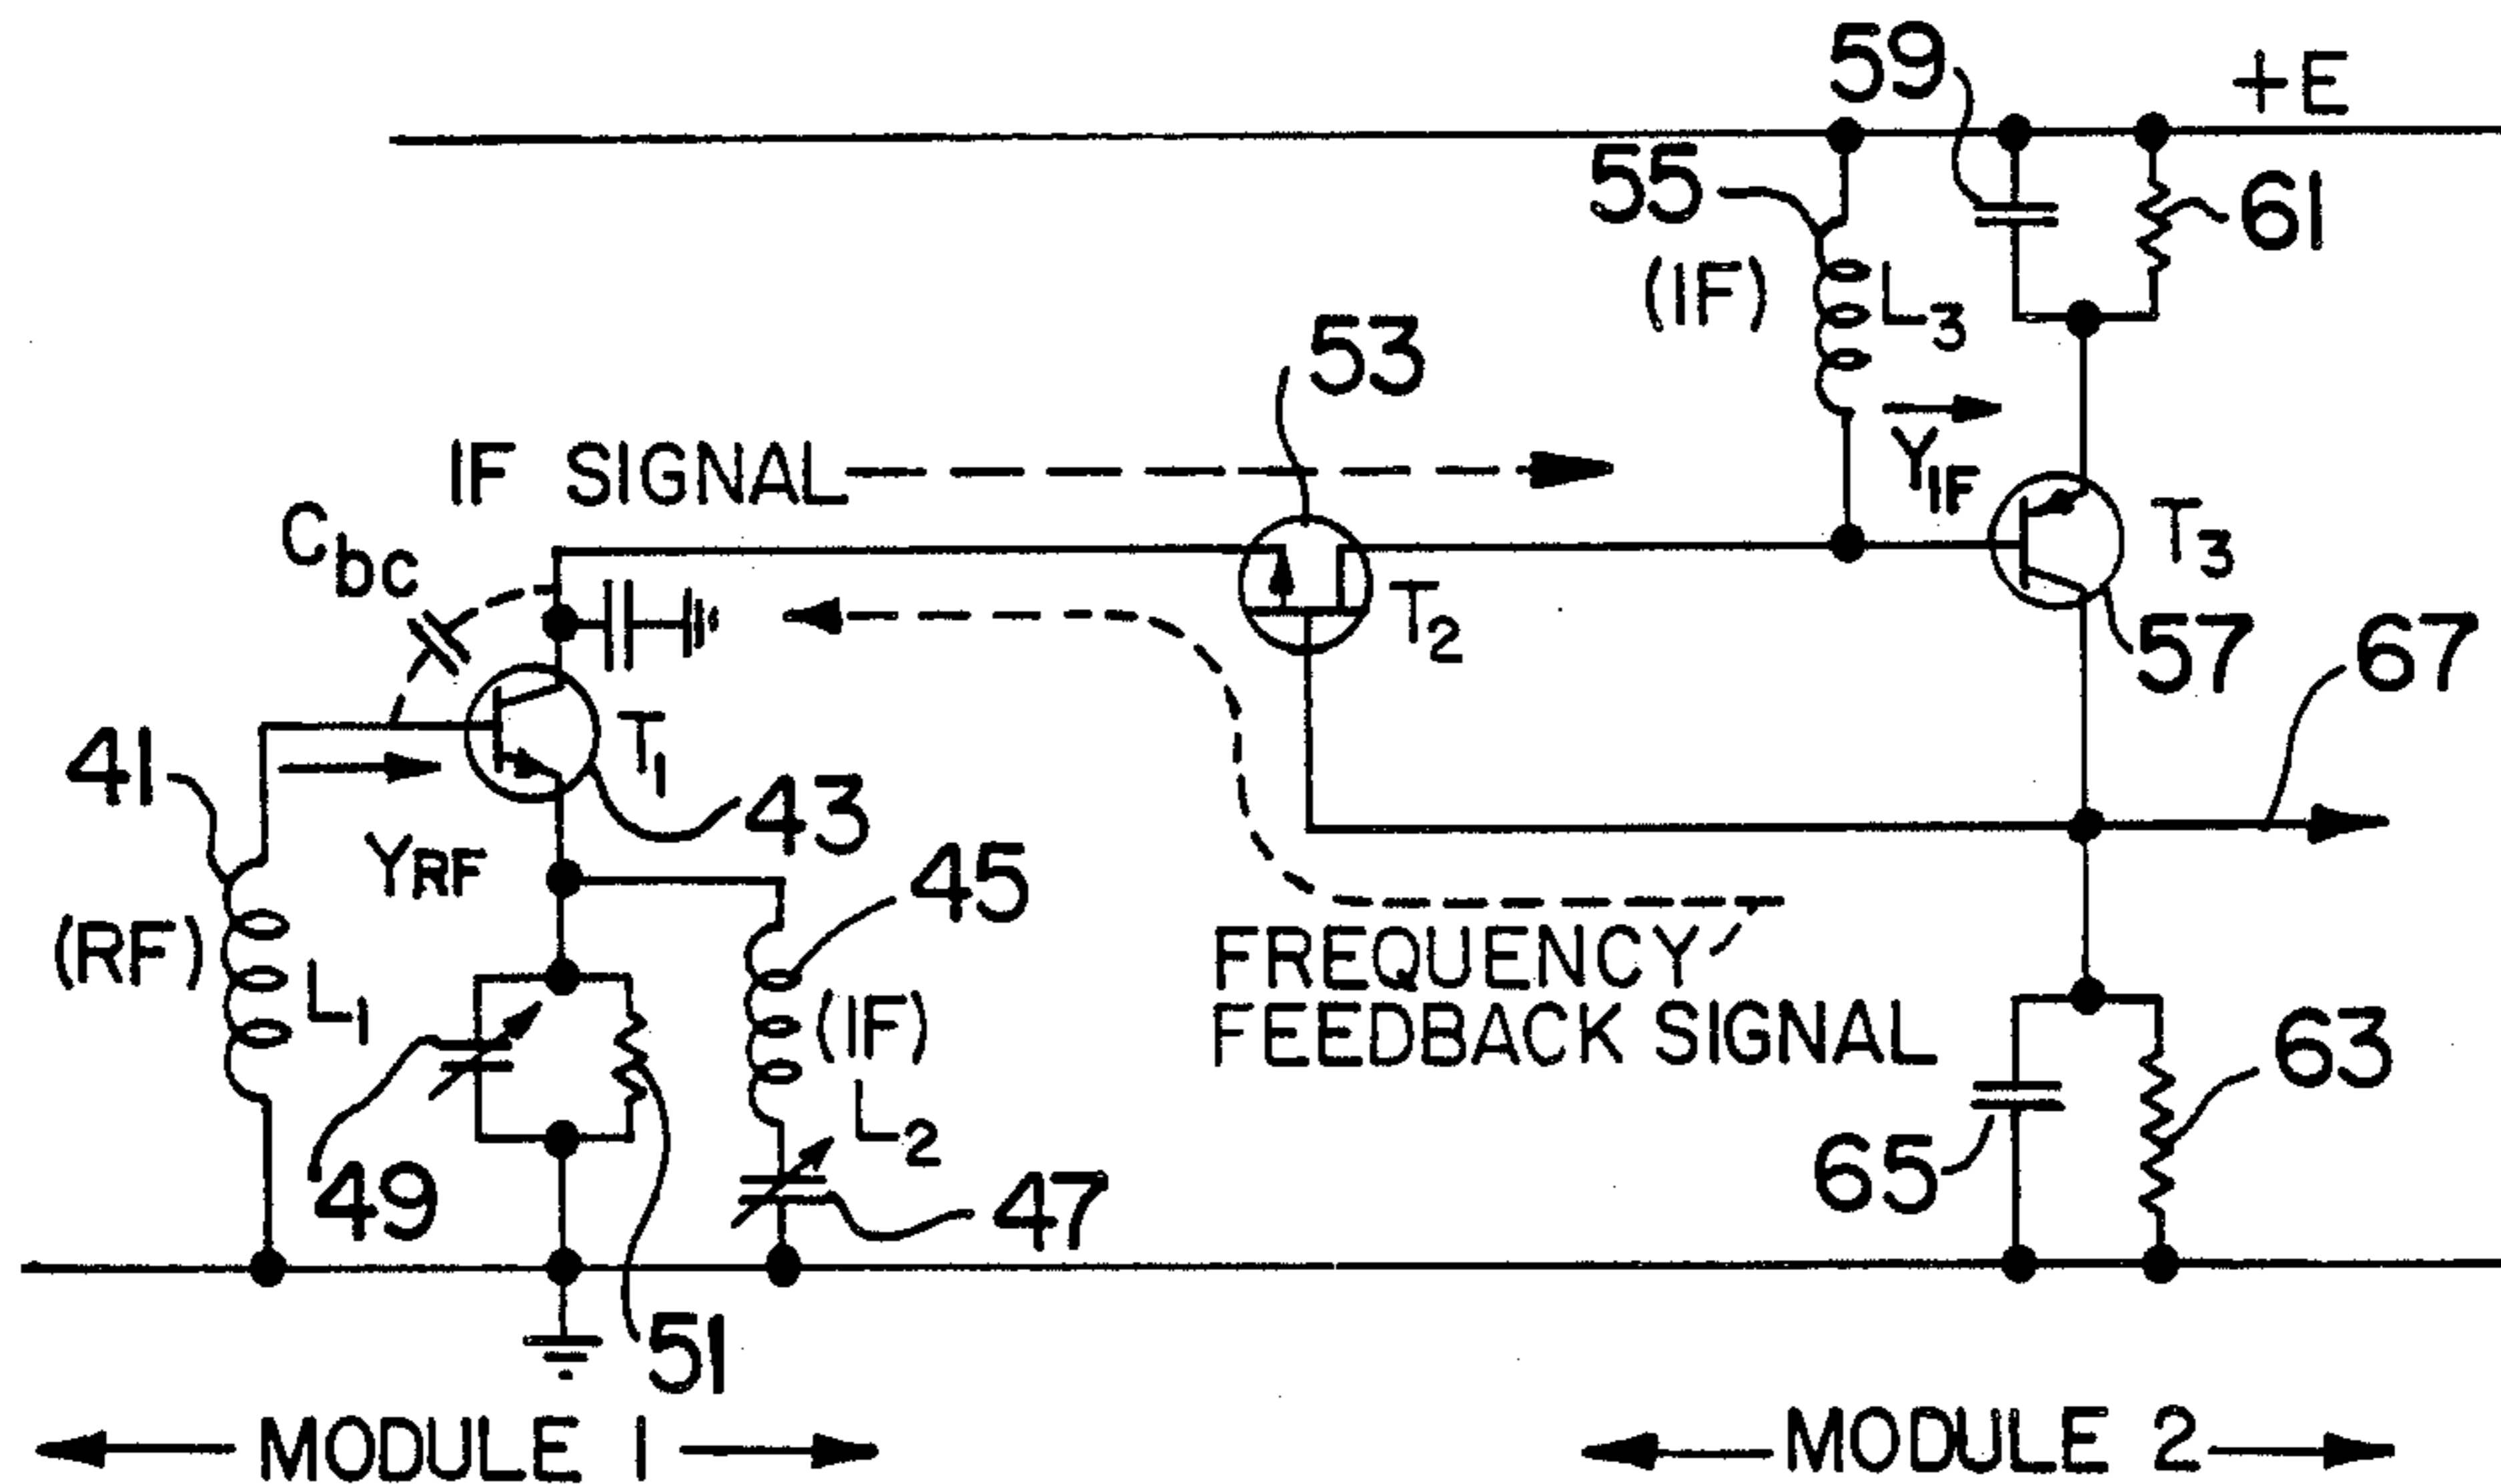 59
+E
55
61
(IF)
L3
53
IF SIGNAL
YIF
Cbc
T3
T2
57
67
41
T1
43
YRF
45
(RF)
L1
FREQUENCY
FEEDBACK SIGNAL
(IF)
63
L2
49
65
47
51
MODULE 1
MODULE 2